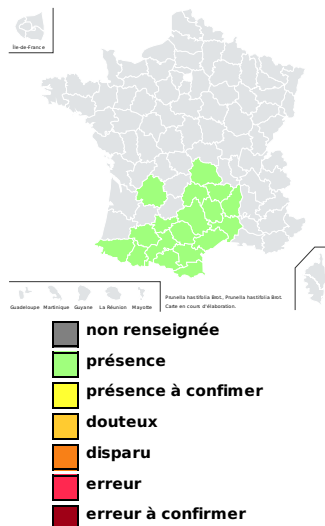 Île-de-France
Guadeloupe Martinique Guyane La Réunion Mayotte
Prunella hastifolia Brot., Prunella hastifolia Brot.
Carte en cours d'élaboration.
non renseignée
présence
présence à confimer
douteux
disparu
erreur
erreur à confirmer